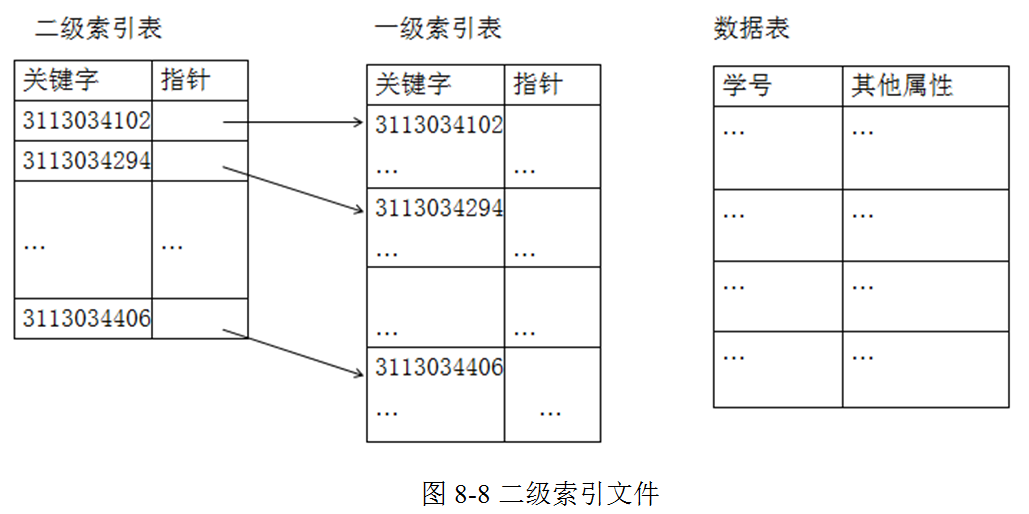 二级索引表
关键字 指针
3113034102
3113034294
… …
3113034406
一级索引表
关键字 指针
3113034102
… …
3113034294
… …
… …
3113034406
… …
数据表
学号 其他属性
… …
… …
… …
… …
图 8-8 二级索引文件